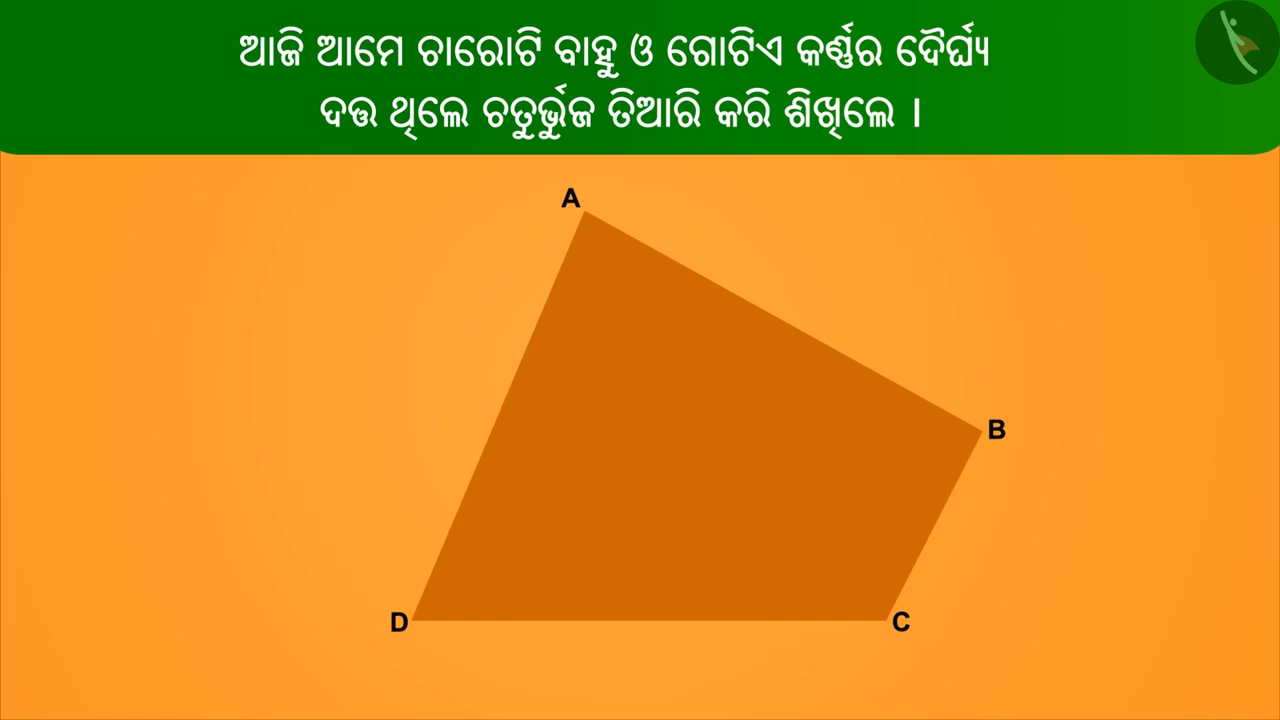 ଆଜି ଆମେ ଚାରୋଟି ବାହୁ ଓ ଗୋଟିଏ କର୍ଣ୍ଣର ଦୈର୍ଘ୍ୟ
ଦତ୍ତ ଥିଲେ ଚତୁର୍ଭୁଜ ତିଆରି କରି ଶିଖିଲେ ।
A
B
D
C